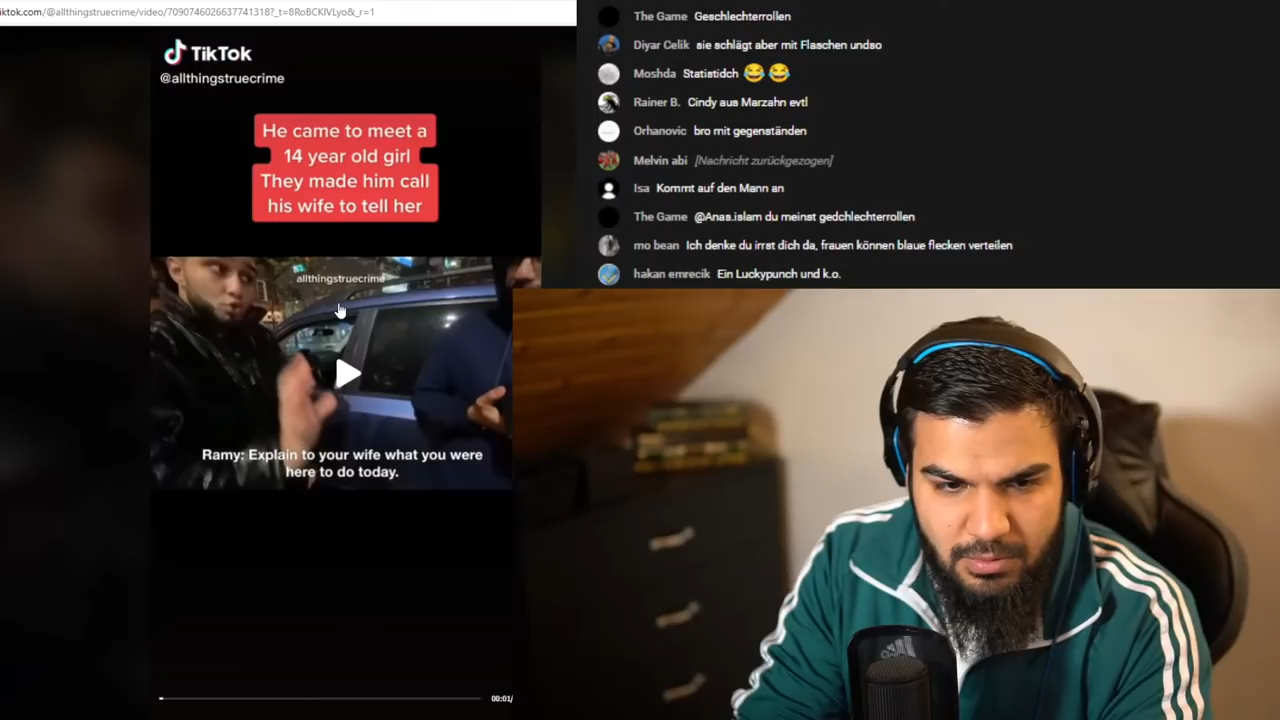 iktok.com/@allthingstruecrime/video/7090746026637741318?_t=8RoBCKIVLyo&_r=1
TikTok
@allthingstruecrime
He came to meet a
14 year old girl
They made him call
his wife to tell her
allthingstruecrime
Ramy: Explain to your wife what you were
here to do today.
00:01/
The Game Geschlechterrollen
Diyar Celik sie schlägt aber mit Flaschen undso
Moshda Statistidch 😂 😂
Rainer B. Cindy aus Marzahn evtl
Orhanovic bro mit gegenständen
Melvin abi [Nachricht zurückgezogen]
Isa Kommt auf den Mann an
The Game @Anas.islam du meinst gedchlechterrollen
mo bean Ich denke du irrst dich da, frauen können blaue flecken verteilen
hakan emrecik Ein Luckypunch und k.o.